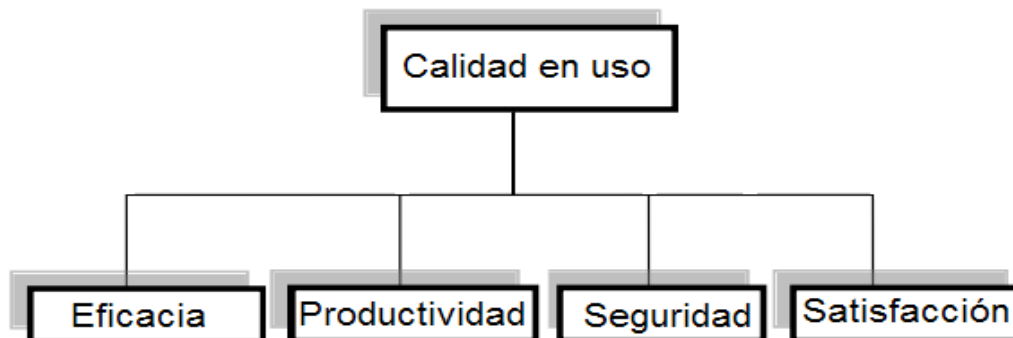 Calidad en uso
Eficacia
Productividad
Seguridad
Satisfacción